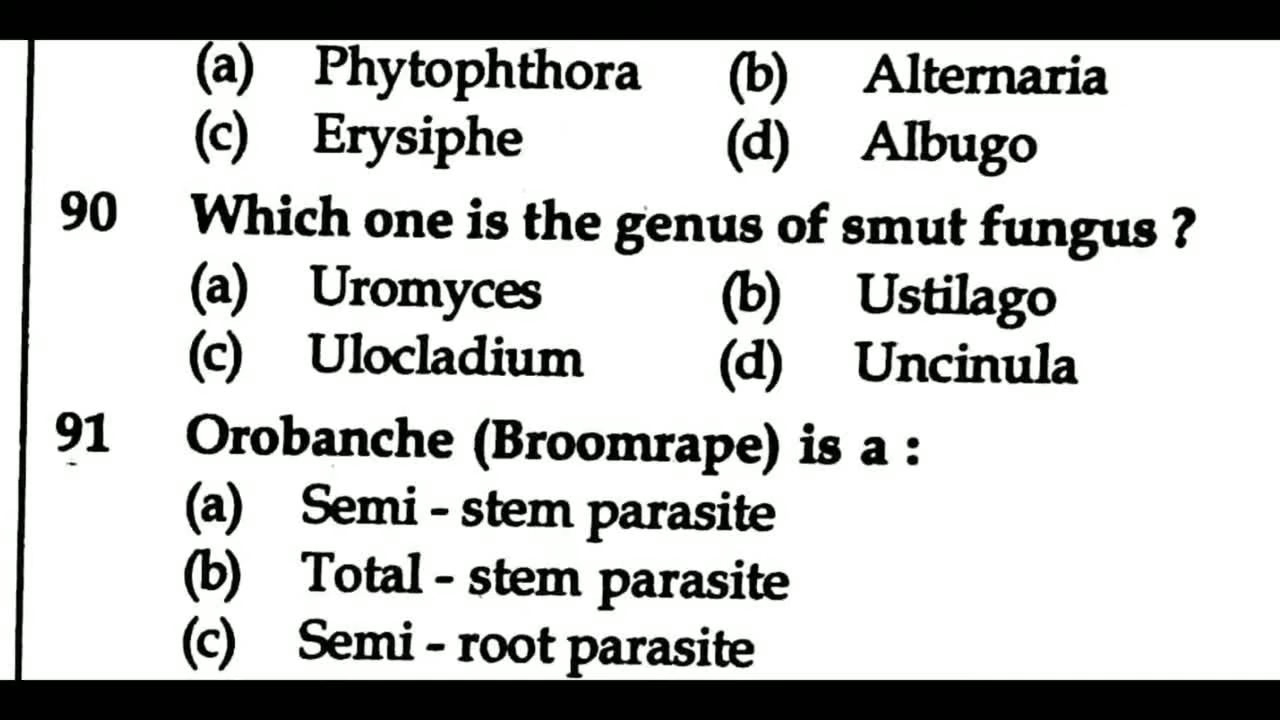 (a) Phytophthora (b) Alternaria
(c) Erysiphe (d) Albugo
90 Which one is the genus of smut fungus ?
(a) Uromyces (b) Ustilago
(c) Ulocladium (d) Uncinula
91 Orobanche (Broomrape) is a :
(a) Semi - stem parasite
(b) Total - stem parasite
(c) Semi - root parasite